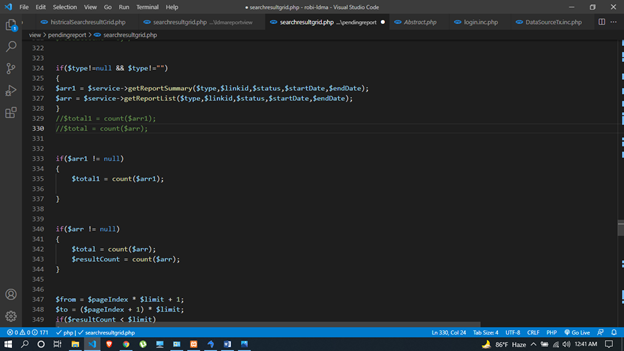 File Edit Selection View Go Run Terminal Help
● searchresultgrid.php - robi-ldma - Visual Studio Code
histricalSearchresultGrid.php searchresultgrid.php ...\ldmareportview searchresultgrid.php ...\pendingreport ● Abstract.php login.inc.php DataSourceTx.inc.php
view > pendingreport > searchresultgrid.php
322
323
324 if($type!=null && $type!="")
325 {
326 $arr1 = $service->getReportSummary($type,$linkid,$status,$startDate,$endDate);
327 $arr = $service->getReportList($type,$linkid,$status,$startDate,$endDate);
328 }
329 //$total1 = count($arr1);
330 //$total = count($arr);
331
332
333 if($arr1 != null)
334 {
335 $total1 = count($arr1);
336
337 }
338
339
340 if($arr != null)
341 {
342 $total = count($arr);
343 $resultCount = count($arr);
344 }
345
346
347 $from = $pageIndex * $limit + 1;
348 $to = ($pageIndex + 1) * $limit;
349 if($resultCount < $limit)
0 0 171 php searchresultgrid.php Ln 330, Col 24 Tab Size: 4 UTF-8 CRLF PHP Go Live
86°F Haze 12:41 AM